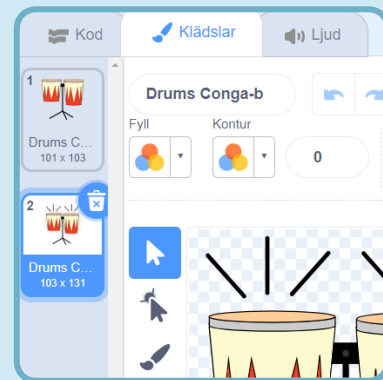 Kod
Klädslar
Ljud
1
Drums C...
101 x 103
2
Drums C...
103 x 131
Drums Conga-b
Fyll
Kontur
0